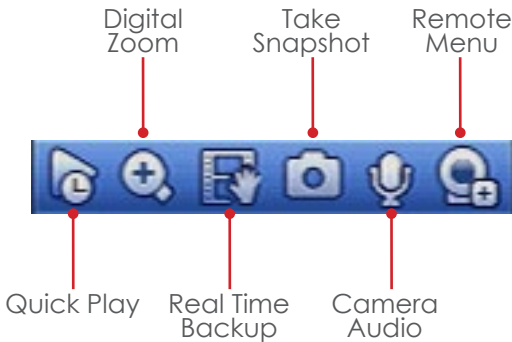 Digital
Zoom
Take
Snapshot
Remote
Menu
Quick Play
Real Time
Backup
Camera
Audio